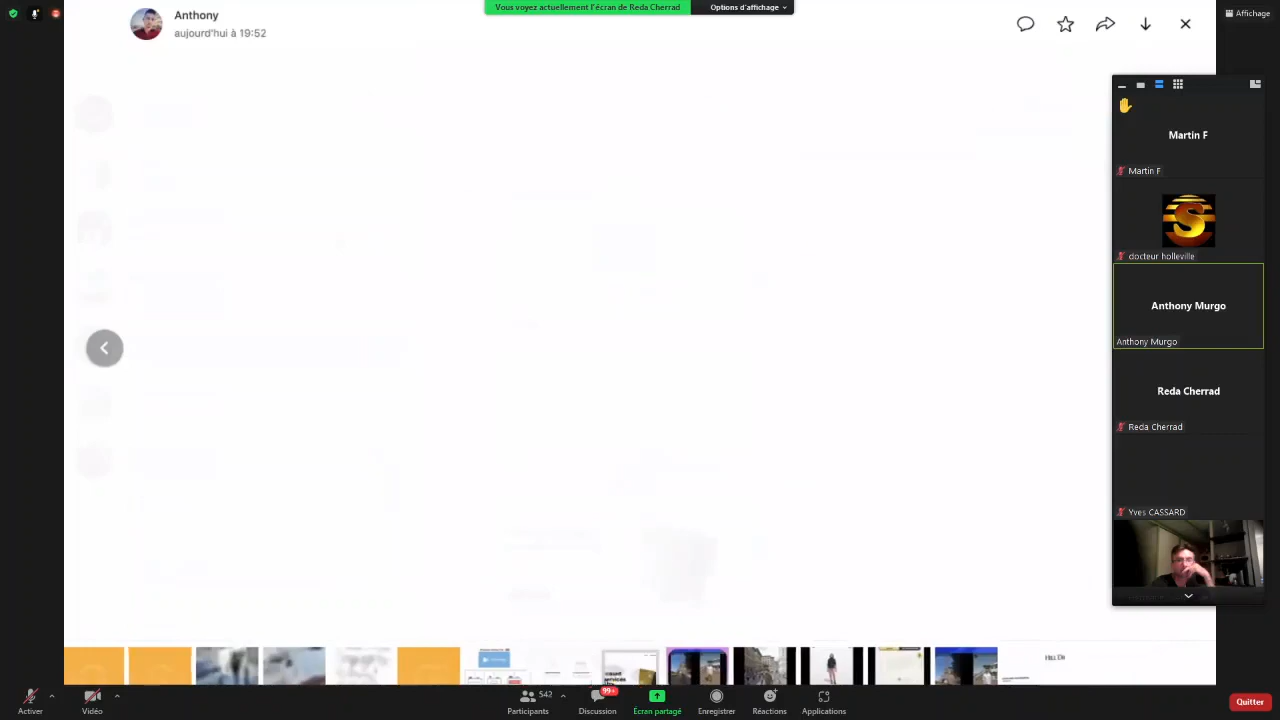 Vous voyez actuellement l'écran de Reda Cherrad
Options d'affichage
Affichage
Anthony
aujourd'hui à 19:52
Martin F
Martin F
S
docteur holleville
Anthony Murgo
Anthony Murgo
Reda Cherrad
Reda Cherrad
Yves CASSARD
Activer
Vidéo
Participants
542
99+
Discussion
Écran partagé
Enregistrer
Réactions
Applications
Quitter